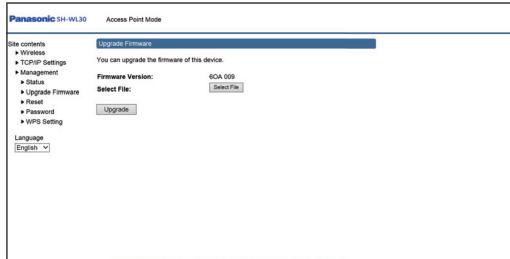 Panasonic SH-WL30 Access Point Mode
Site contents
Wireless
TCP/IP Settings
Management
Status
Upgrade Firmware
Reset
Password
WPS Setting
Language
English
Upgrade Firmware
You can upgrade the firmware of this device.
Firmware Version: 6OA 009
Select File: Select File
Upgrade